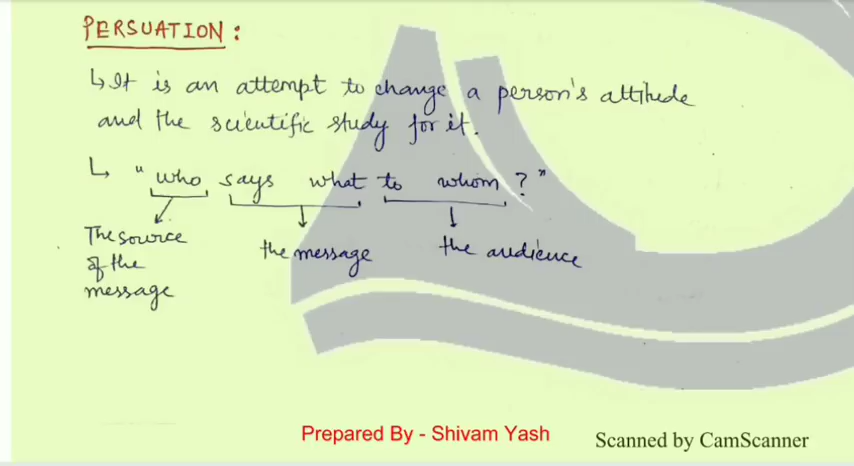 PERSUATION :
↳ It is an attempt to change a person's attitude
and the scientific study for it.
↳ "who says what to whom ?"
The source
of the
message
the message
the audience
Prepared By - Shivam Yash
Scanned by CamScanner